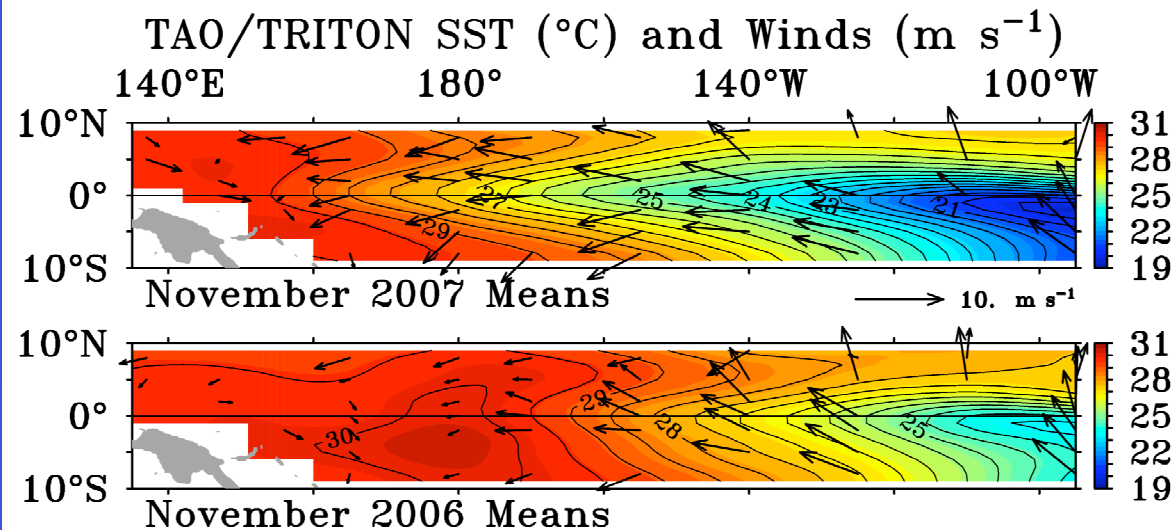 TAO/TRITON SST (°C) and Winds (m s⁻¹)
140°E 180° 140°W 100°W
10°N
0°
10°S
29 27 25 24 23 21
31
28
25
22
19
November 2007 Means
10. m s⁻¹
10°N
0°
10°S
30 29 28 25
31
28
25
22
19
November 2006 Means